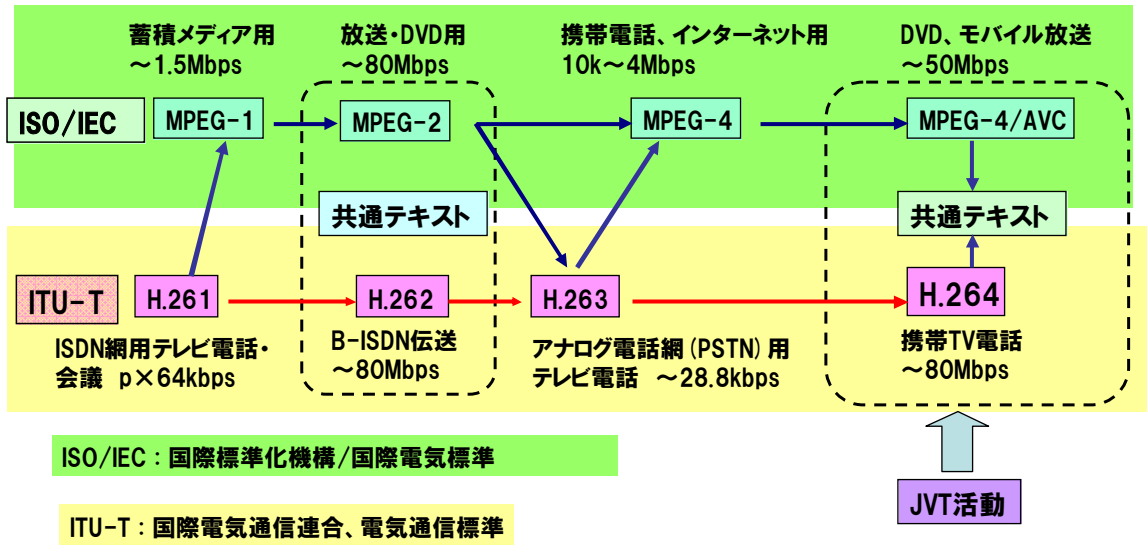 蓄積メディア用
～1.5Mbps
放送・DVD用
～80Mbps
携帯電話、インターネット用
10k～4Mbps
DVD、モバイル放送
～50Mbps
ISO/IEC
MPEG-1
MPEG-2
MPEG-4
MPEG-4/AVC
共通テキスト
共通テキスト
ITU-T
H.261
H.262
H.263
H.264
ISDN網用テレビ電話・
会議 p×64kbps
B-ISDN伝送
～80Mbps
アナログ電話網(PSTN)用
テレビ電話 ～28.8kbps
携帯TV電話
～80Mbps
ISO/IEC：国際標準化機構/国際電気標準
JVT活動
ITU-T：国際電気通信連合、電気通信標準